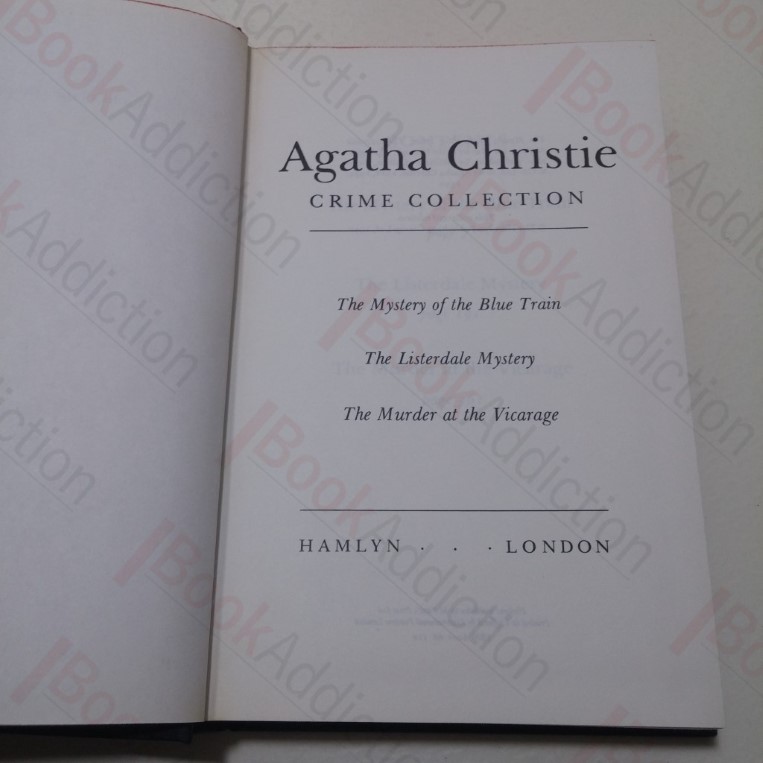 Agatha Christie
CRIME COLLECTION
The Mystery of the Blue Train
The Listerdale Mystery
The Murder at the Vicarage
HAMLYN · · · LONDON
BookAddiction